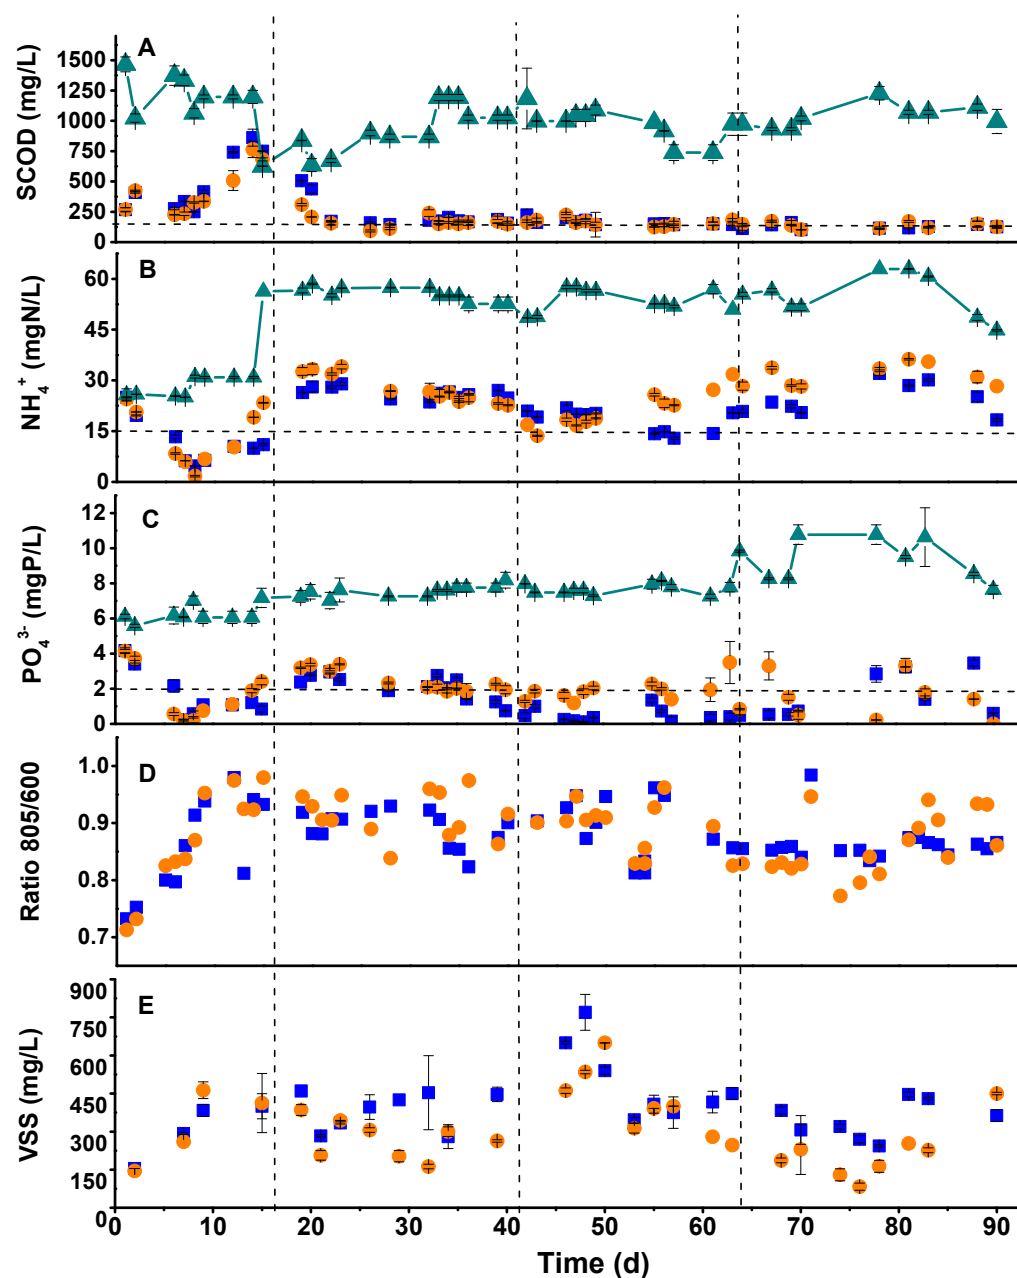 A
SCOD (mg/L)
1500
1250
1000
750
500
250
0
B
NH₄⁺ (mgN/L)
60
45
30
15
0
C
PO₄³⁻ (mgP/L)
12
10
8
6
4
2
0
D
Ratio 805/600
1.0
0.9
0.8
0.7
E
VSS (mg/L)
900
750
600
450
300
150
0
0 10 20 30 40 50 60 70 80 90
Time (d)